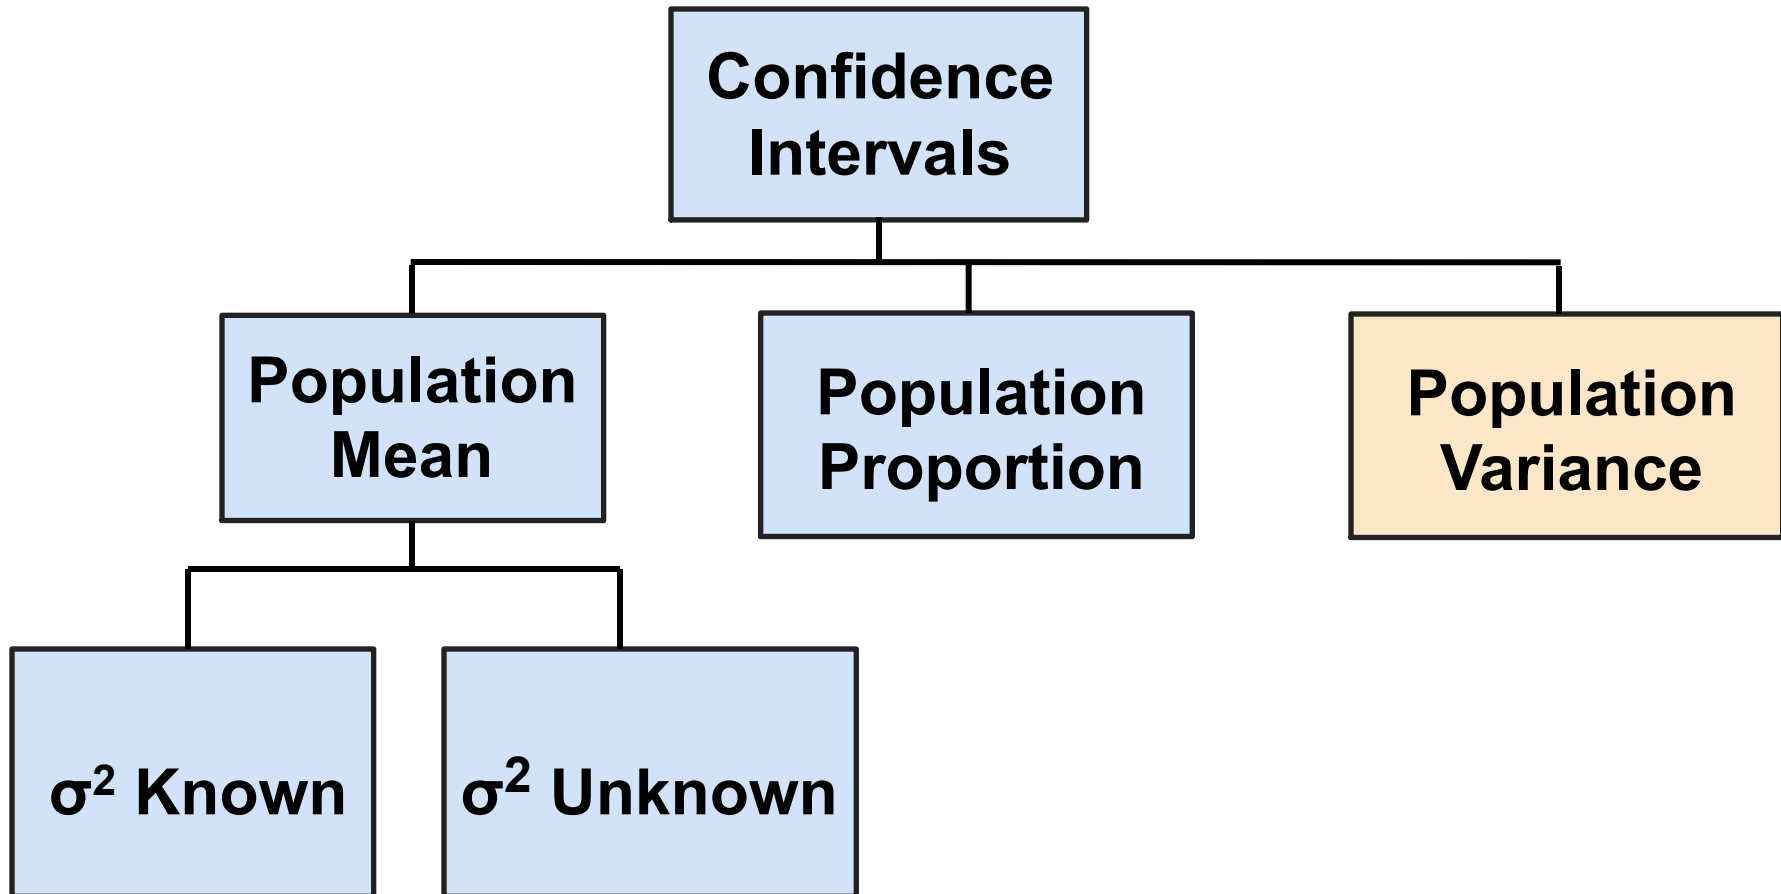 Confidence
Intervals
Population
Mean
Population
Proportion
Population
Variance
σ² Known
σ² Unknown